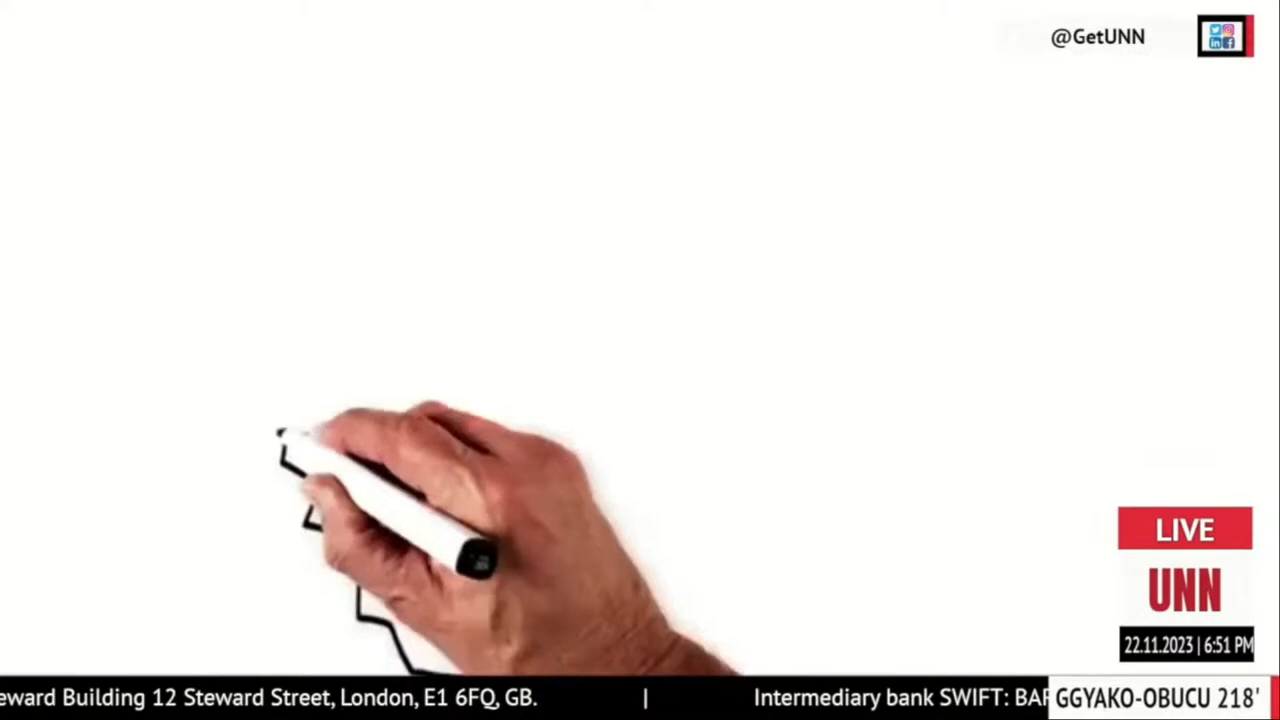 @GetUNN
LIVE
UNN
22.11.2023 | 6:51 PM
eward Building 12 Steward Street, London, E1 6FQ, GB. | Intermediary bank SWIFT: BAR
GGYAKO-OBUCU 218'